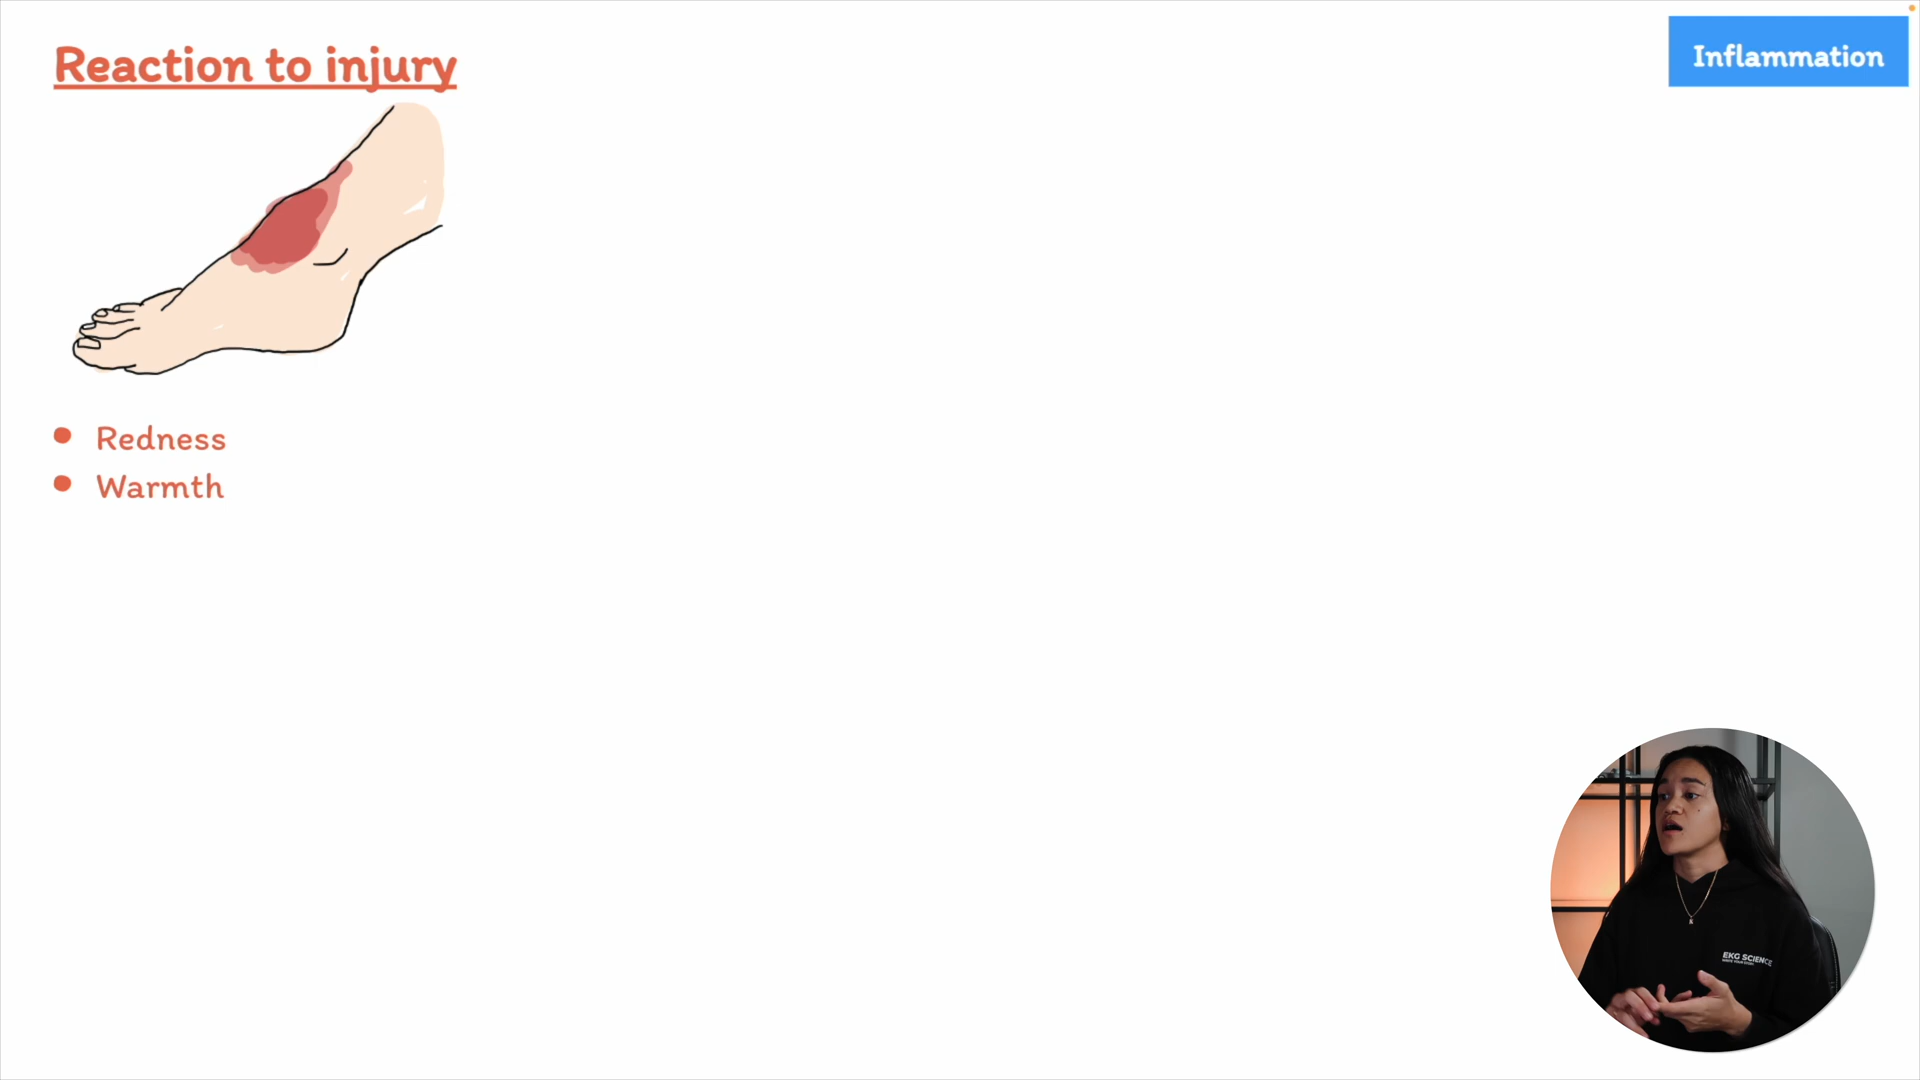 Reaction to injury
Inflammation
Redness
Warmth
EKG SCIENCE